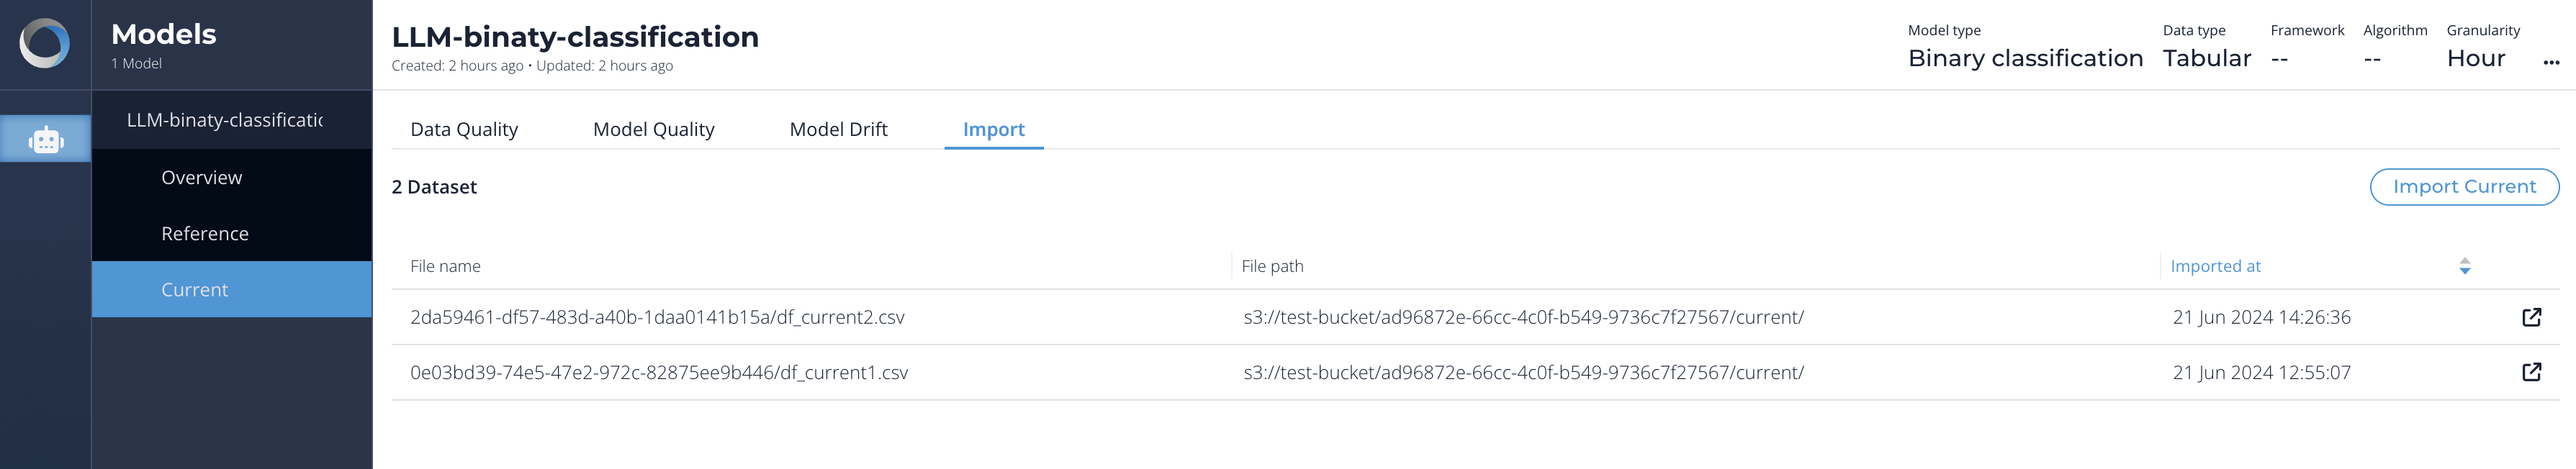 Models
1 Model
LLM-binaty-classificatic
Overview
Reference
Current
LLM-binaty-classification
Created: 2 hours ago • Updated: 2 hours ago
Model type Data type Framework Algorithm Granularity
Binary classification Tabular -- -- Hour ...
Data Quality Model Quality Model Drift Import
2 Dataset Import Current
File name File path Imported at
2da59461-df57-483d-a40b-1daa0141b15a/df_current2.csv s3://test-bucket/ad96872e-66cc-4c0f-b549-9736c7f27567/current/ 21 Jun 2024 14:26:36
0e03bd39-74e5-47e2-972c-82875ee9b446/df_current1.csv s3://test-bucket/ad96872e-66cc-4c0f-b549-9736c7f27567/current/ 21 Jun 2024 12:55:07